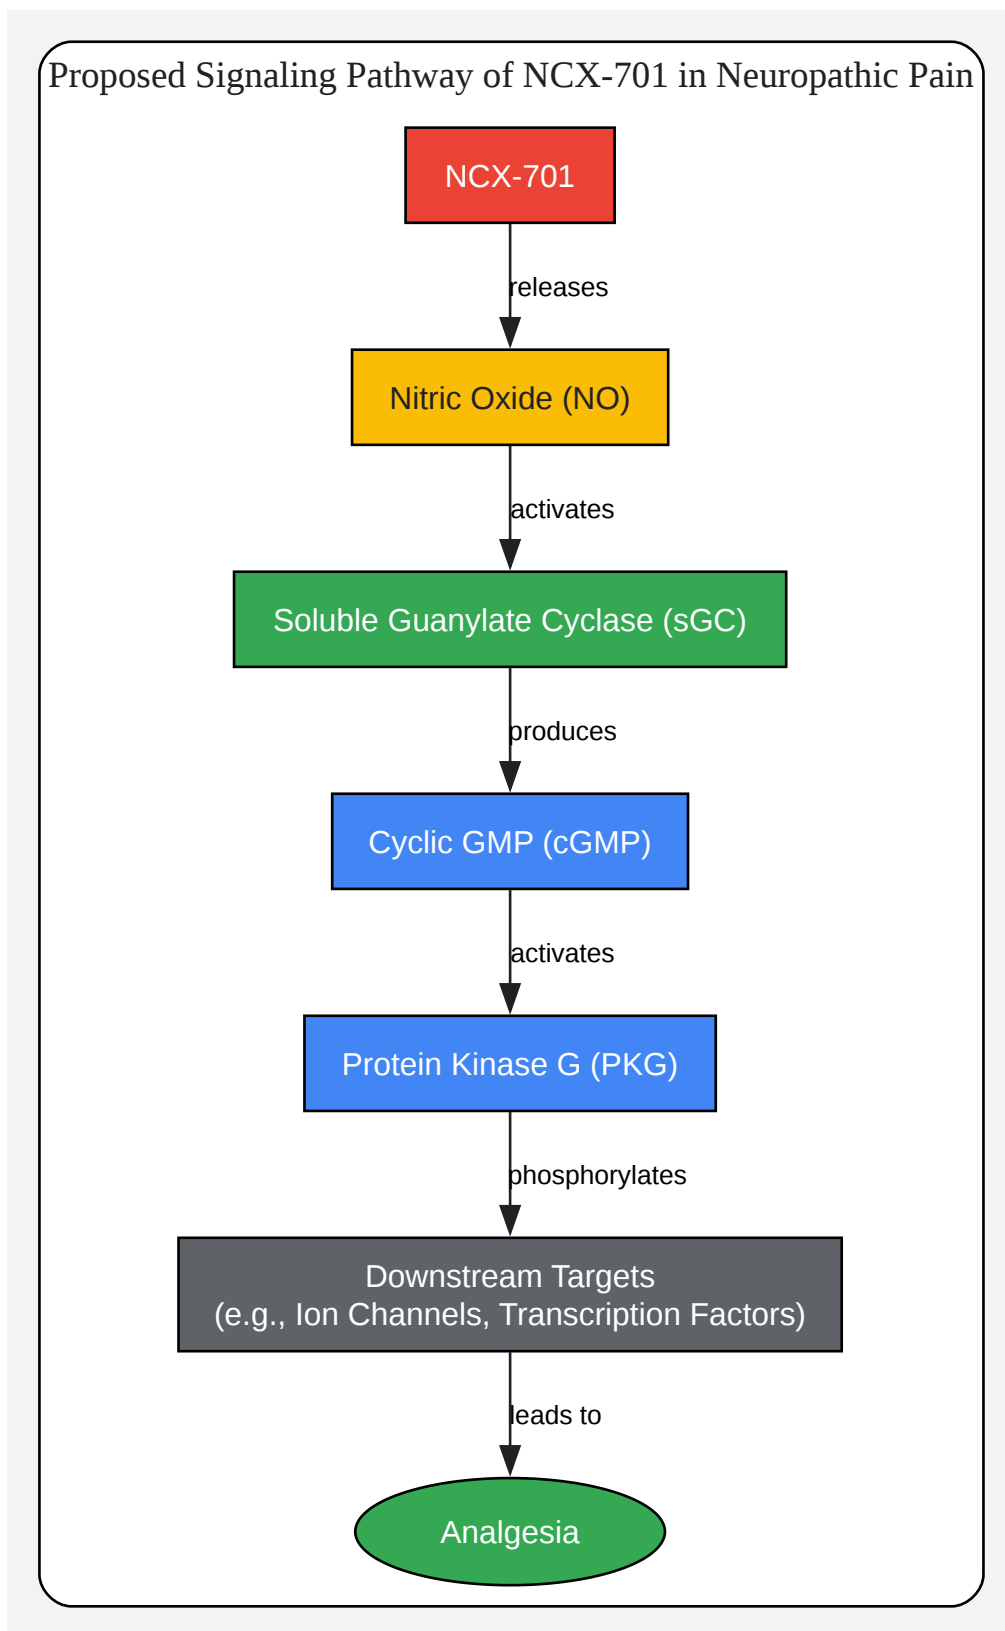 Proposed Signaling Pathway of NCX-701 in Neuropathic Pain
NCX-701
releases
Nitric Oxide (NO)
activates
Soluble Guanylate Cyclase (sGC)
produces
Cyclic GMP (cGMP)
activates
Protein Kinase G (PKG)
phosphorylates
Downstream Targets
(e.g., Ion Channels, Transcription Factors)
leads to
Analgesia